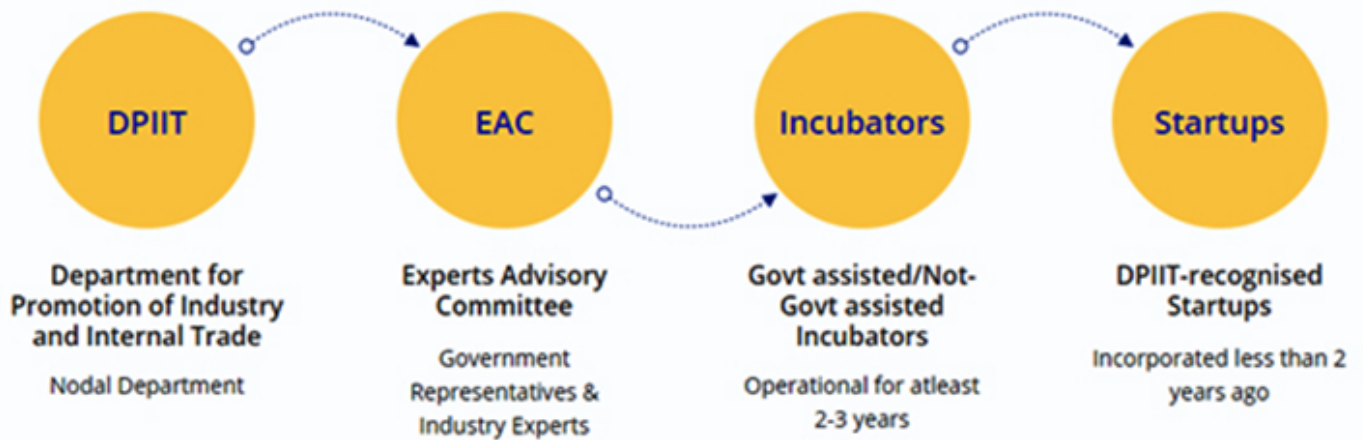 DPIIT
EAC
Incubators
Startups
Department for
Promotion of Industry
and Internal Trade
Nodal Department
Experts Advisory
Committee
Government
Representatives &
Industry Experts
Govt assisted/Not-
Govt assisted
Incubators
Operational for atleast
2-3 years
DPIIT-recognised
Startups
Incorporated less than 2
years ago